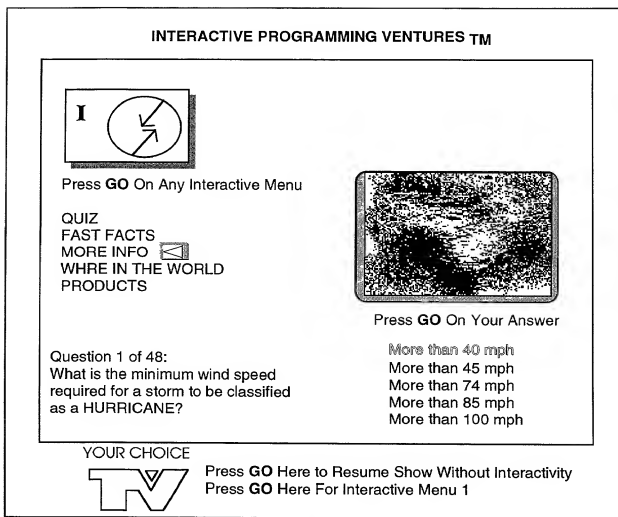 INTERACTIVE PROGRAMMING VENTURES TM
I
Press GO On Any Interactive Menu
QUIZ
FAST FACTS
MORE INFO
WHRE IN THE WORLD
PRODUCTS
Press GO On Your Answer
Question 1 of 48:
What is the minimum wind speed
required for a storm to be classified
as a HURRICANE?
More than 40 mph
More than 45 mph
More than 74 mph
More than 85 mph
More than 100 mph
YOUR CHOICE
TV
Press GO Here to Resume Show Without Interactivity
Press GO Here For Interactive Menu 1